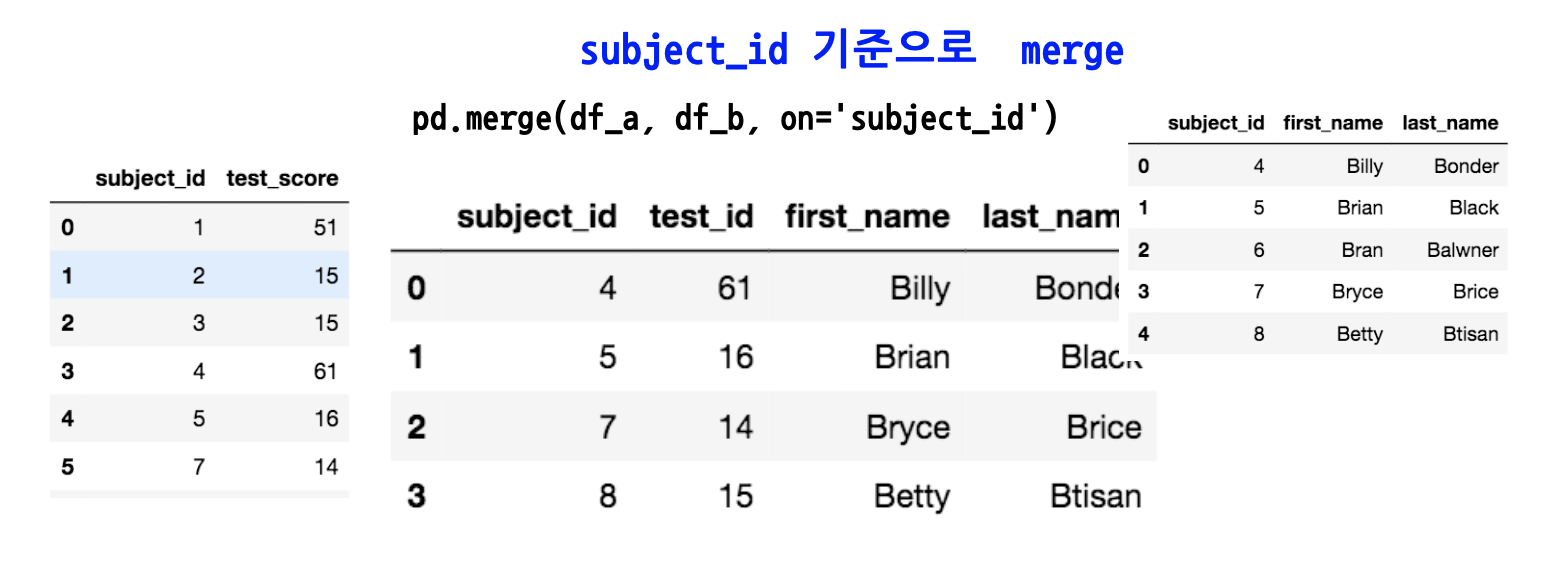 subject_id 기준으로 merge
pd.merge(df_a, df_b, on='subject_id')
subject_id test_score
0 1 51
1 2 15
2 3 15
3 4 61
4 5 16
5 7 14
subject_id test_id first_name last_nam
0 4 61 Billy Bonde
1 5 16 Brian Black
2 7 14 Bryce Brice
3 8 15 Betty Btisan
subject_id first_name last_name
0 4 Billy Bonder
1 5 Brian Black
2 6 Bran Balwner
3 7 Bryce Brice
4 8 Betty Btisan